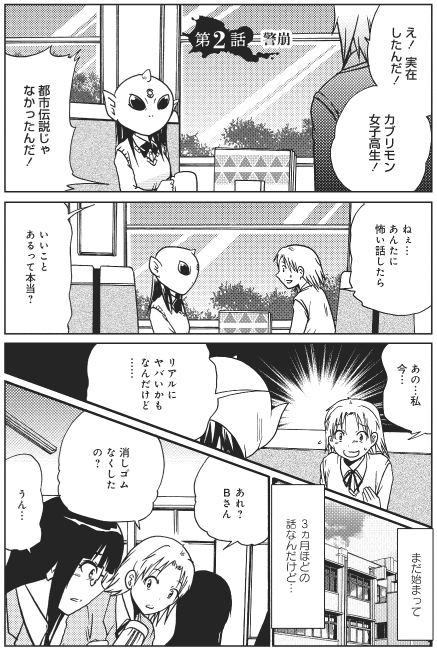 第2話 警崩
え！実在
したんだ！
カブリモン
女子高生！
都市伝説じゃ
なかったんだ！
ねぇ…
あんたに
怖い話したら
いいこと
あるって本当？
あの…私
今…
リアルに
ヤバいかも
なんだけど
……
まだ始まって
3ヵ月ほどの
話なんだけど…
あれ？
Bさん
消しゴム
なくした
の？
うん…